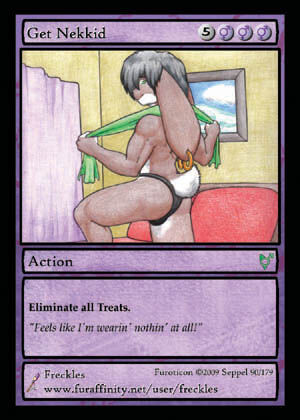 Get Nekkid 5
Action
Eliminate all Treats.
"Feels like I'm wearin' nothin' at all!"
Freckles Furoticon ©2009 Seppel 90/179
www.furaffinity.net/user/freckles